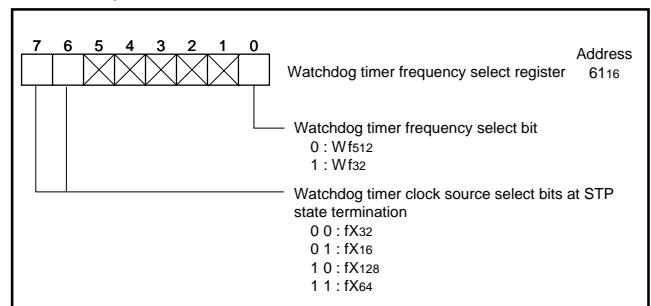 7 6 5 4 3 2 1 0
Address
Watchdog timer frequency select register 6116
Watchdog timer frequency select bit
0 : Wf512
1 : Wf32
Watchdog timer clock source select bits at STP
state termination
0 0 : fX32
0 1 : fX16
1 0 : fX128
1 1 : fX64